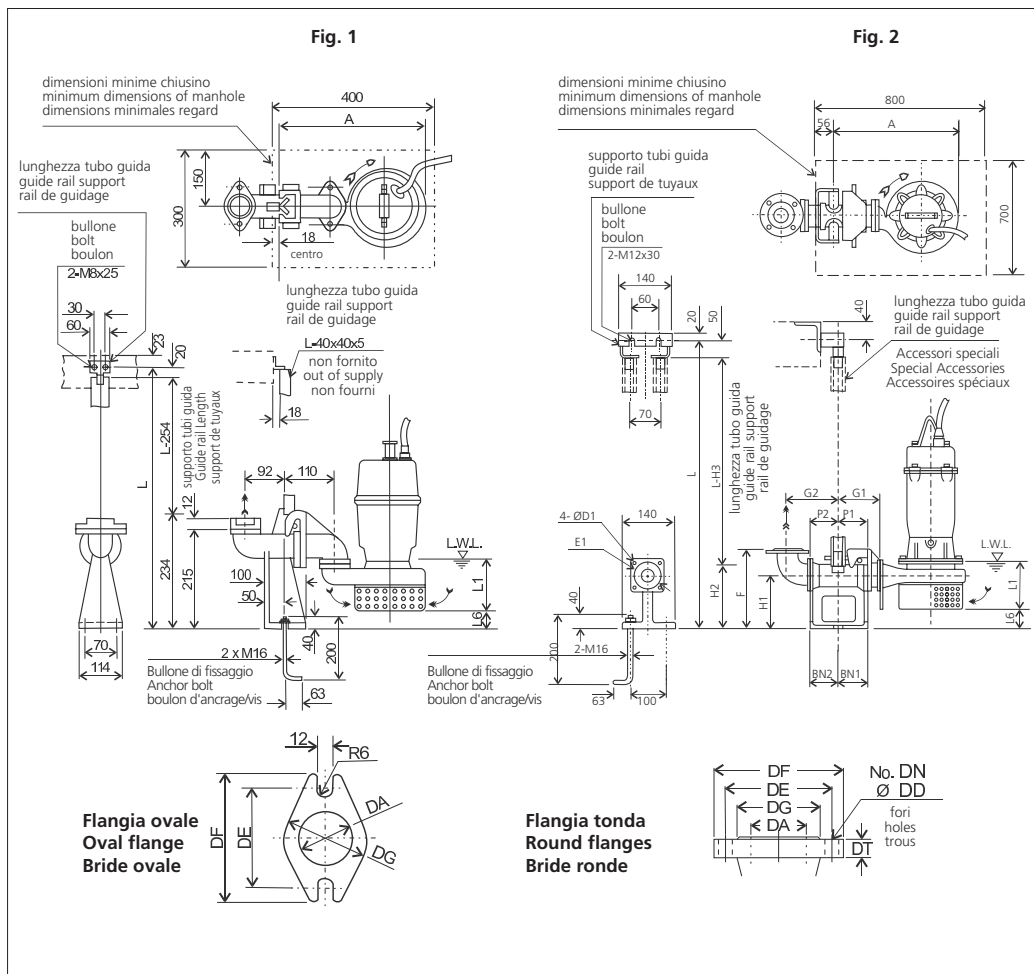 Fig. 1
dimensioni minime chiusino
minimum dimensions of manhole
dimensions minimales regard
400
A
lunghezza tubo guida
guide rail support
rail de guidage
150
300
bullone
bolt
boulon
2-M8x25
18
centro
30
60
23
20
lunghezza tubo guida
guide rail support
rail de guidage
L-40x40x5
non fornito
out of supply
non fourni
18
L
L-254
supporto tubi guida
Guide rail Length
support de tuyaux
92
110
12
234
215
100
50
L.W.L.
L1
L6
40
200
70
114
2 x M16
63
Bullone di fissaggio
Anchor bolt
boulon d'ancrage/vis
Fig. 2
dimensioni minime chiusino
minimum dimensions of manhole
dimensions minimales regard
800
56
A
700
supporto tubi guida
guide rail
support de tuyaux
bullone
bolt
boulon
2-M12x30
140
60
20
50
70
40
lunghezza tubo guida
guide rail support
rail de guidage
Accessori speciali
Special Accessories
Accessoires spéciaux
L
L-H3
lunghezza tubo guida
guide rail support
rail de guidage
G2
G1
P2
P1
4- ØD1
140
E1
L.W.L.
L1
L6
H2
F
H1
40
200
2-M16
63
100
BN2
BN1
Bullone di fissaggio
Anchor bolt
boulon d'ancrage/vis
12
R6
DF
DE
DA
DG
Flangia ovale
Oval flange
Bride ovale
Flangia tonda
Round flanges
Bride ronde
DF
DE
DG
DA
No. DN
Ø DD
fori
holes
trous
DT